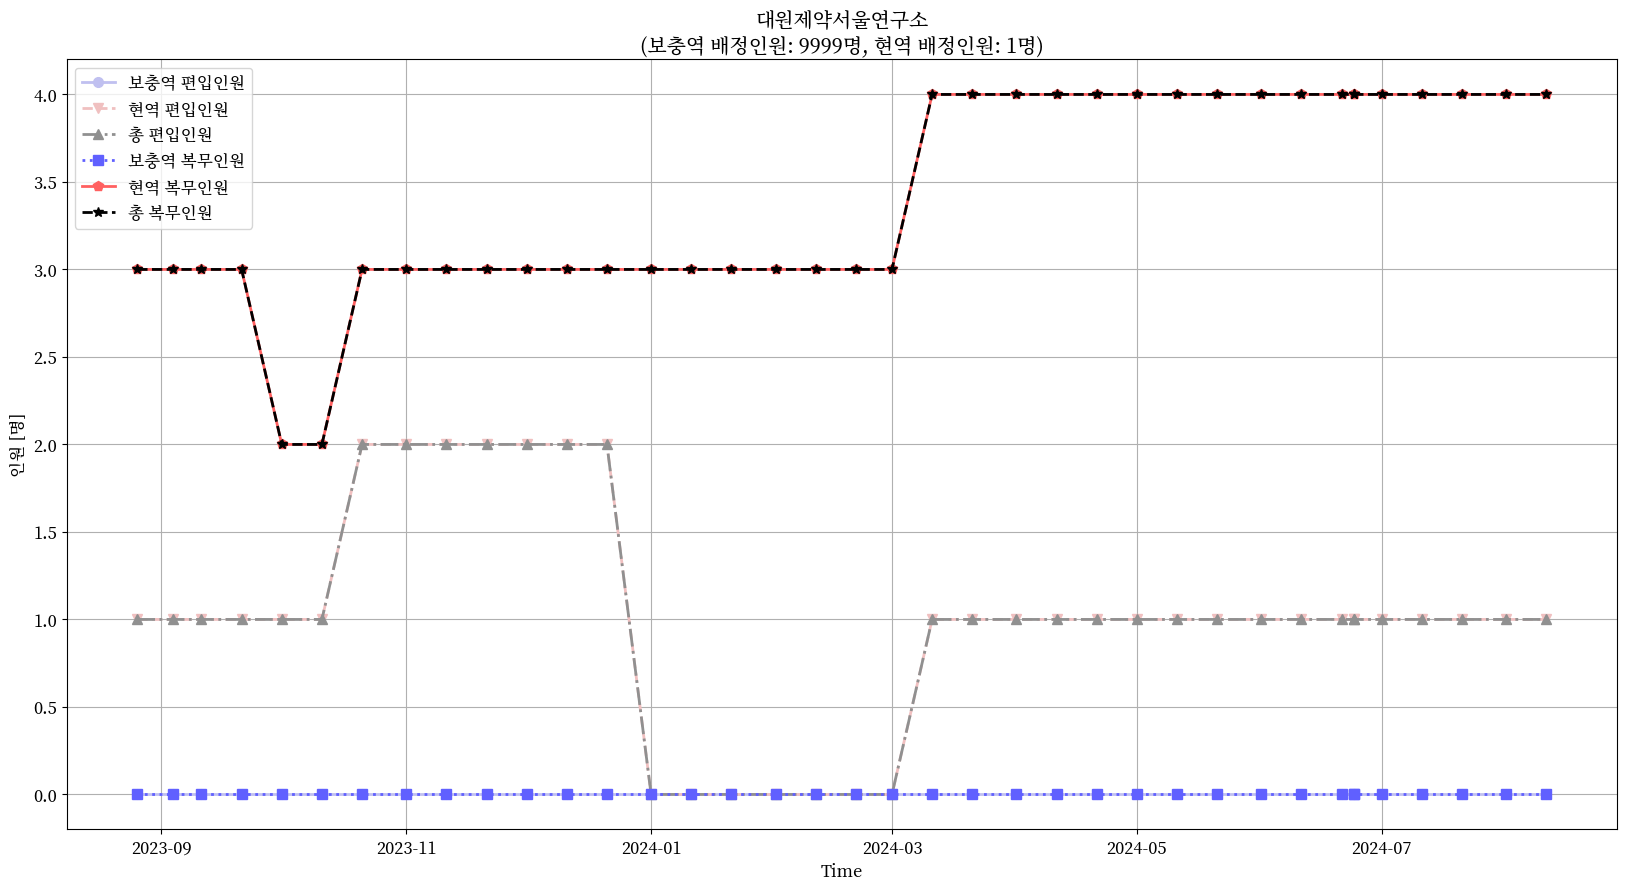 대원제약서울연구소
(보충역 배정인원: 9999명, 현역 배정인원: 1명)
보충역 편입인원
현역 편입인원
총 편입인원
보충역 복무인원
현역 복무인원
총 복무인원
4.0
3.5
3.0
2.5
2.0
1.5
1.0
0.5
0.0
인원 [명]
2023-09
2023-11
2024-01
2024-03
2024-05
2024-07
Time